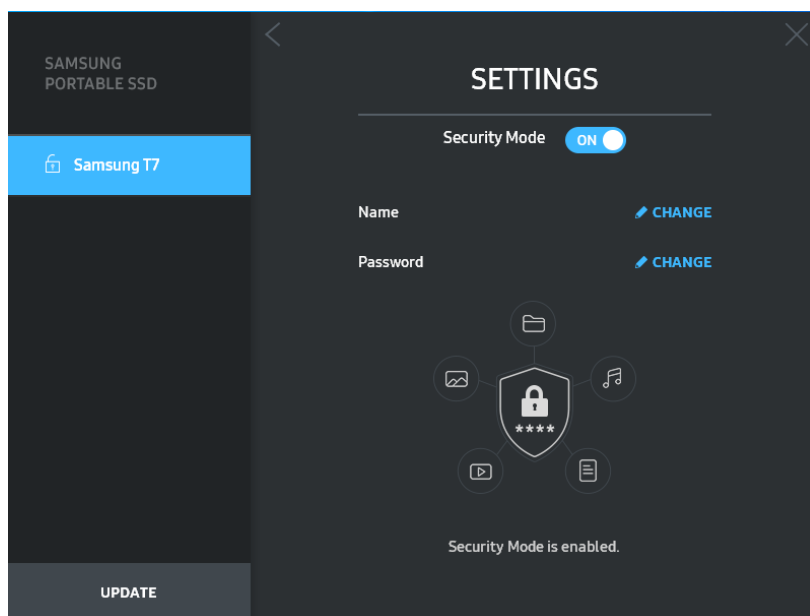 SAMSUNG
PORTABLE SSD
Samsung T7
UPDATE
SETTINGS
Security Mode ON
Name CHANGE
Password CHANGE
****
Security Mode is enabled.